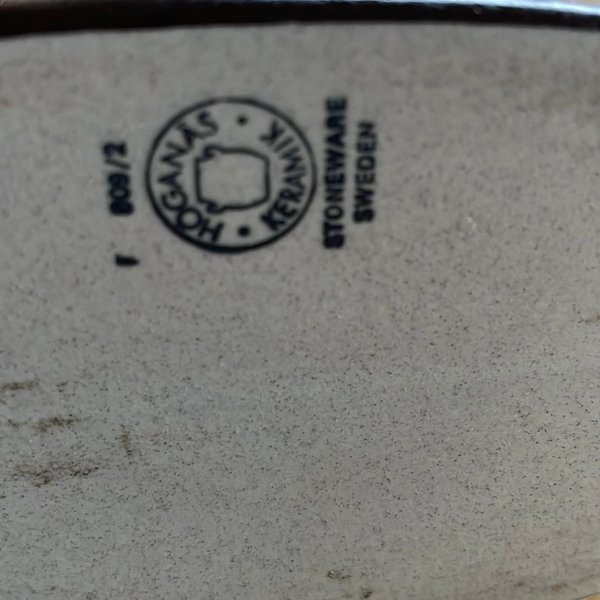 809/2
HÖGANÄS • KERAMIK •
STONEWARE
SWEDEN